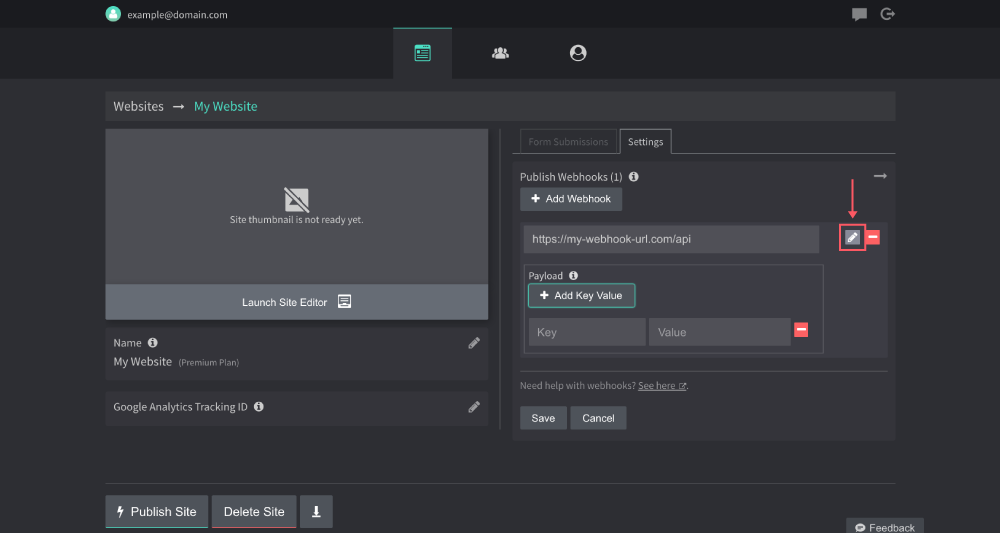 example@domain.com
Websites → My Website
Site thumbnail is not ready yet.
Launch Site Editor
Name
My Website (Premium Plan)
Google Analytics Tracking ID
Form Submissions Settings
Publish Webhooks (1)
+ Add Webhook
https://my-webhook-url.com/api
Payload
+ Add Key Value
Key Value
Need help with webhooks? See here.
Save Cancel
Publish Site Delete Site
Feedback